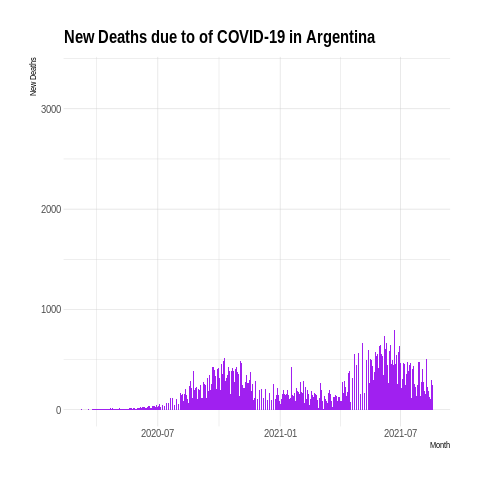 New Deaths due to of COVID-19 in Argentina
New Deaths
3000
2000
1000
0
2020-07
2021-01
2021-07
Month